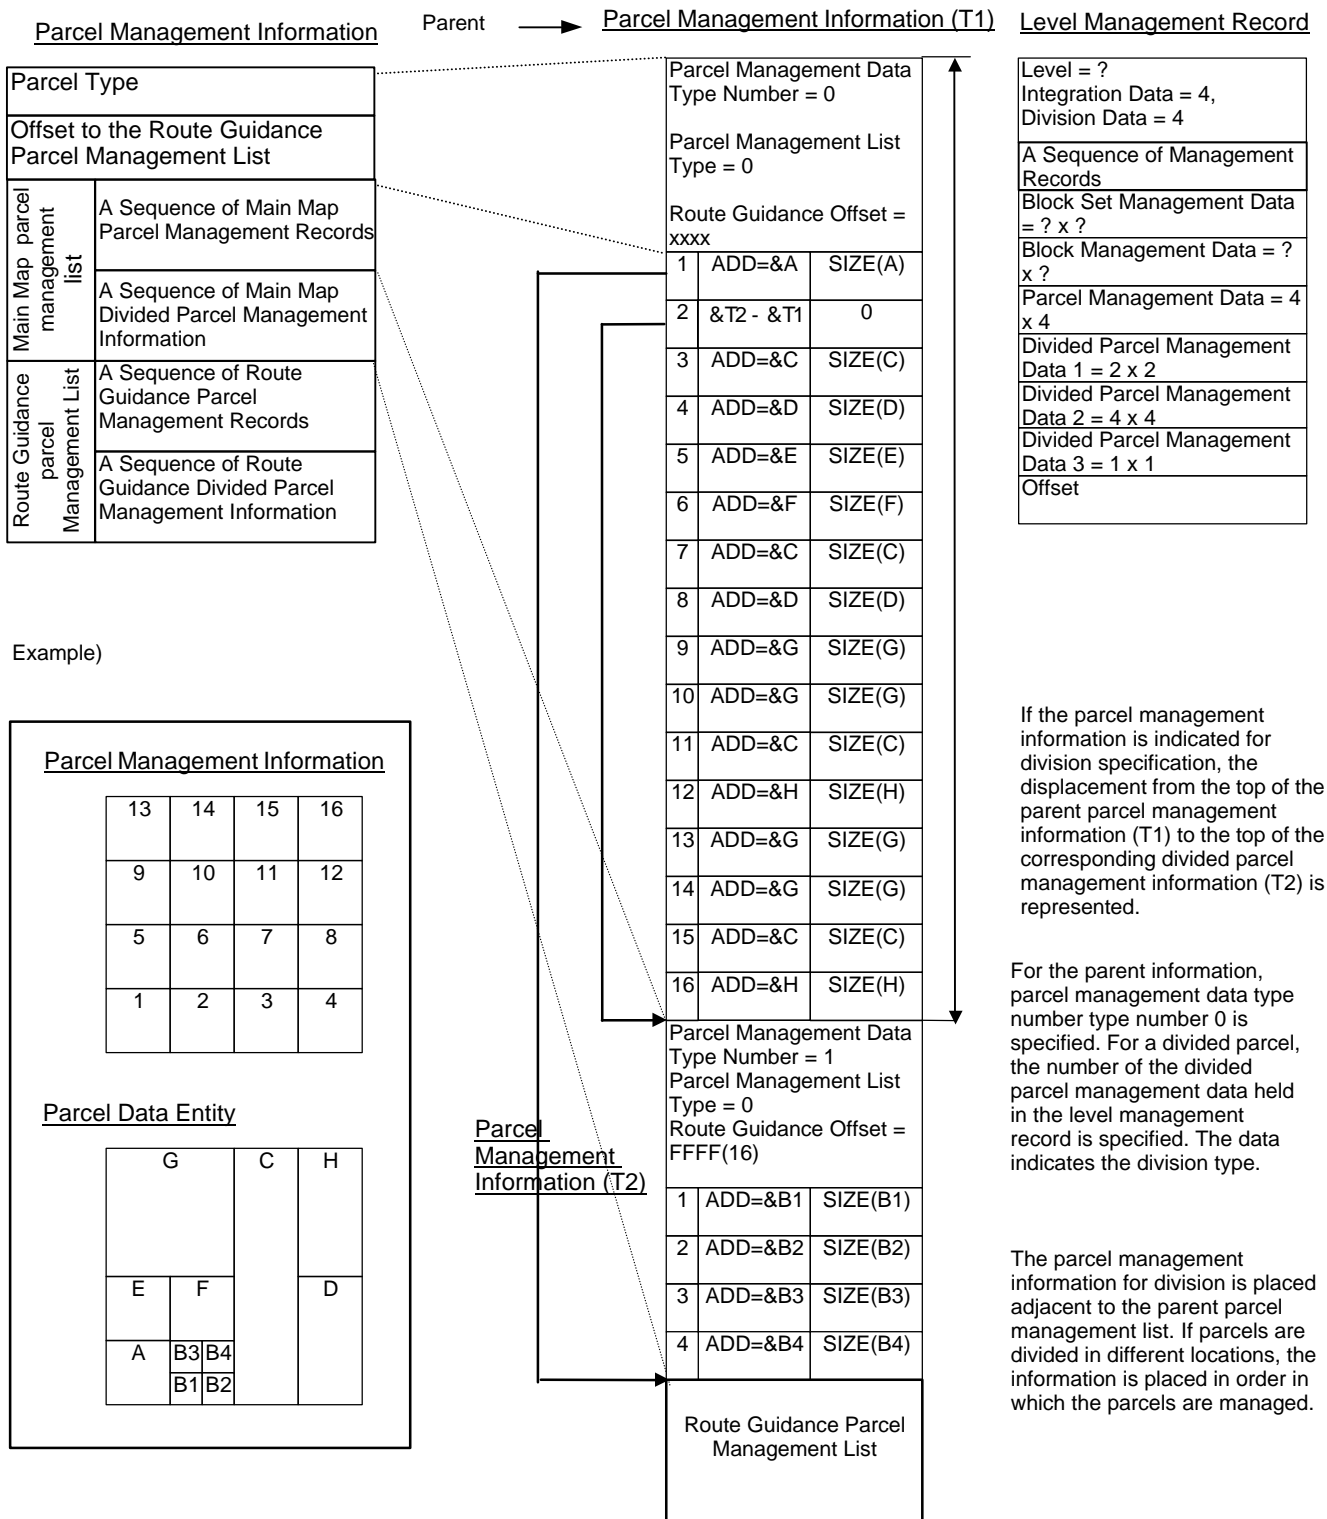 Parcel Management Information
Parent
Parcel Management Information (T1)
Level Management Record
Parcel Type
Offset to the Route Guidance
Parcel Management List
Main Map parcel
management
list
A Sequence of Main Map
Parcel Management Records
A Sequence of Main Map
Divided Parcel Management
Information
Route Guidance
parcel
Management List
A Sequence of Route
Guidance Parcel
Management Records
A Sequence of Route
Guidance Divided Parcel
Management Information
Parcel Management Data
Type Number = 0
Parcel Management List
Type = 0
Route Guidance Offset =
xxxx
1 ADD=&A SIZE(A)
2 &T2 - &T1 0
3 ADD=&C SIZE(C)
4 ADD=&D SIZE(D)
5 ADD=&E SIZE(E)
6 ADD=&F SIZE(F)
7 ADD=&C SIZE(C)
8 ADD=&D SIZE(D)
9 ADD=&G SIZE(G)
10 ADD=&G SIZE(G)
11 ADD=&C SIZE(C)
12 ADD=&H SIZE(H)
13 ADD=&G SIZE(G)
14 ADD=&G SIZE(G)
15 ADD=&C SIZE(C)
16 ADD=&H SIZE(H)
Parcel Management Data
Type Number = 1
Parcel Management List
Type = 0
Route Guidance Offset =
FFFF(16)
Parcel
Management
Information (T2)
1 ADD=&B1 SIZE(B1)
2 ADD=&B2 SIZE(B2)
3 ADD=&B3 SIZE(B3)
4 ADD=&B4 SIZE(B4)
Route Guidance Parcel
Management List
Level = ?
Integration Data = 4,
Division Data = 4
A Sequence of Management
Records
Block Set Management Data
= ? x ?
Block Management Data = ?
x ?
Parcel Management Data = 4
x 4
Divided Parcel Management
Data 1 = 2 x 2
Divided Parcel Management
Data 2 = 4 x 4
Divided Parcel Management
Data 3 = 1 x 1
Offset
Example)
Parcel Management Information
13 14 15 16
9 10 11 12
5 6 7 8
1 2 3 4
Parcel Data Entity
G C H
E F D
A B3 B4
B1 B2
If the parcel management
information is indicated for
division specification, the
displacement from the top of the
parent parcel management
information (T1) to the top of the
corresponding divided parcel
management information (T2) is
represented.
For the parent information,
parcel management data type
number type number 0 is
specified. For a divided parcel,
the number of the divided
parcel management data held
in the level management
record is specified. The data
indicates the division type.
The parcel management
information for division is placed
adjacent to the parent parcel
management list. If parcels are
divided in different locations, the
information is placed in order in
which the parcels are managed.